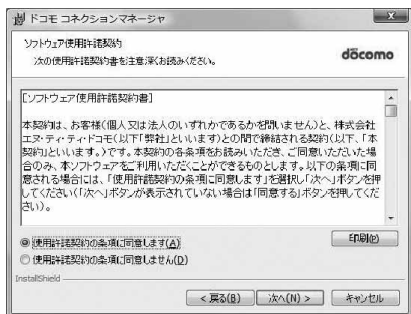 ドコモ コネクションマネージャ
ソフトウェア使用許諾契約
次の使用許諾契約書を注意深くお読みください。
döcomo
[ソフトウェア使用許諾契約書]
本契約は、お客様(個人又は法人のいずれかであるかを問いません)と、株式会社
エヌ・ティ・ティ・ドコモ(以下「弊社」といいます)との間で締結される契約(以下、「本
契約」といいます。)です。本契約の各条項をお読みいただき、ご同意いただいた場
合のみ、本ソフトウェアをご利用いただくことができるものとします。以下の条項に同
意される場合には、「使用許諾契約の条項に同意します」を選択し「次へ」ボタンを押
してください(「次へ」ボタンが表示されていない場合は「同意する」ボタンを押してくだ
さい)。
使用許諾契約の条項に同意します(A)
印刷(P)
使用許諾契約の条項に同意しません(D)
InstallShield
< 戻る(B)
次へ(N) >
キャンセル